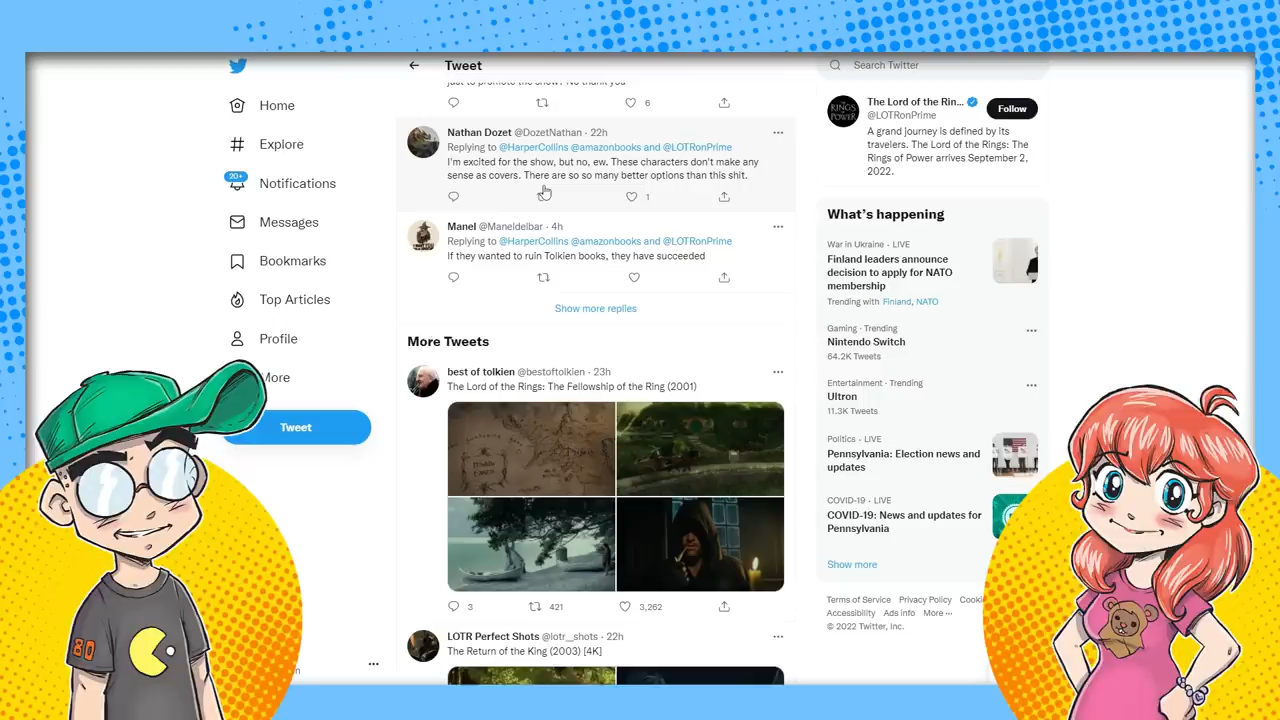 Home
Explore
20+
Notifications
Messages
Bookmarks
Top Articles
Profile
More
Tweet
Tweet
just to promote the show? No thank you
6
Nathan Dozet @DozetNathan · 22h
Replying to @HarperCollins @amazonbooks and @LOTRonPrime
I'm excited for the show, but no, ew. These characters don't make any
sense as covers. There are so so many better options than this shit.
1
Manel @Maneldelbar · 4h
Replying to @HarperCollins @amazonbooks and @LOTRonPrime
If they wanted to ruin Tolkien books, they have succeeded
Show more replies
More Tweets
best of tolkien @bestoftolkien · 23h
The Lord of the Rings: The Fellowship of the Ring (2001)
3
421
3,262
LOTR Perfect Shots @lotr__shots · 22h
The Return of the King (2003) [4K]
Search Twitter
THE
RINGS
OF
POWER
The Lord of the Rin...
@LOTRonPrime
Follow
A grand journey is defined by its
travelers. The Lord of the Rings: The
Rings of Power arrives September 2,
2022.
What's happening
War in Ukraine · LIVE
Finland leaders announce
decision to apply for NATO
membership
Trending with Finland, NATO
Gaming · Trending
Nintendo Switch
64.2K Tweets
Entertainment · Trending
Ultron
11.3K Tweets
Politics · LIVE
Pennsylvania: Election news and
updates
COVID-19 · LIVE
COVID-19: News and updates for
Pennsylvania
Show more
Terms of Service Privacy Policy Cooki
Accessibility Ads info More ···
© 2022 Twitter, Inc.
80